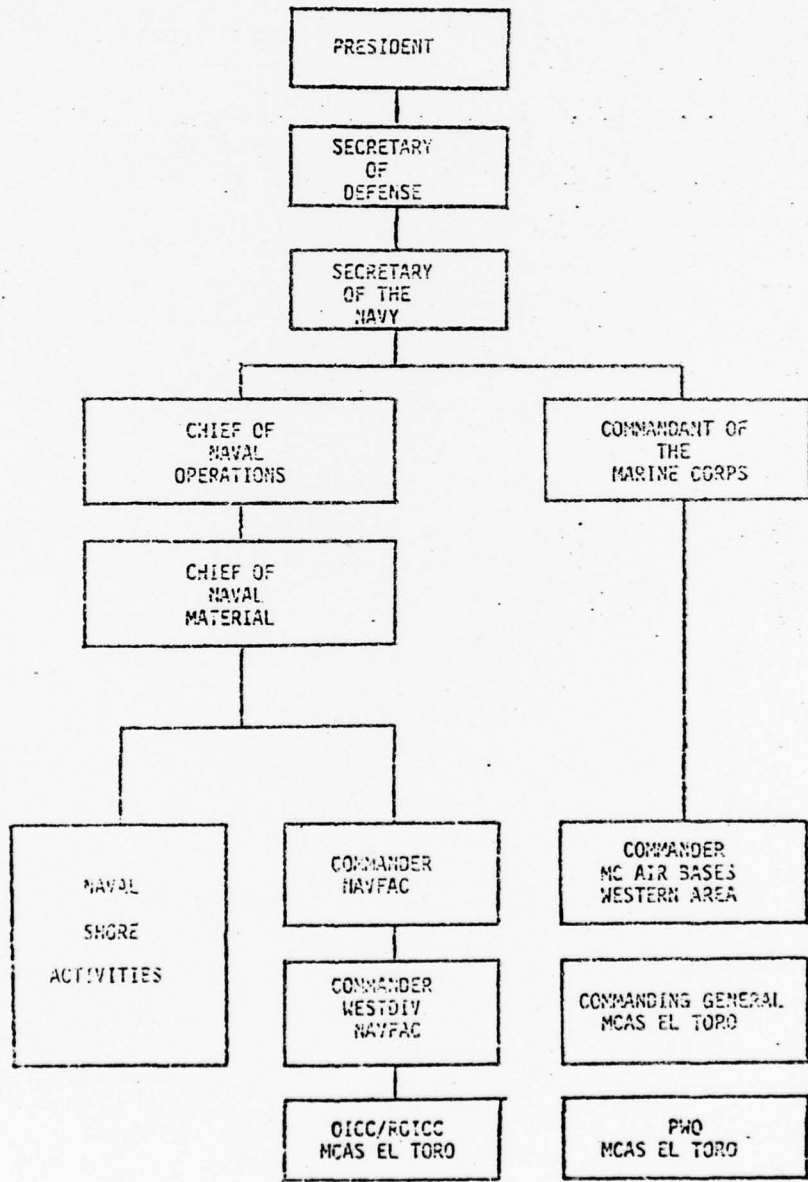 PRESIDENT
SECRETARY
OF
DEFENSE
SECRETARY
OF THE
NAVY
CHIEF OF
NAVAL
OPERATIONS
COMMANDANT OF
THE
MARINE CORPS
CHIEF OF
NAVAL
MATERIAL
NAVAL
SHORE
ACTIVITIES
COMMANDER
NAVFAC
COMMANDER
MC AIR BASES
WESTERN AREA
COMMANDER
WESTDIV
NAVFAC
COMMANDING GENERAL
MCAS EL TORO
OICC/ROICC
MCAS EL TORO
PWO
MCAS EL TORO